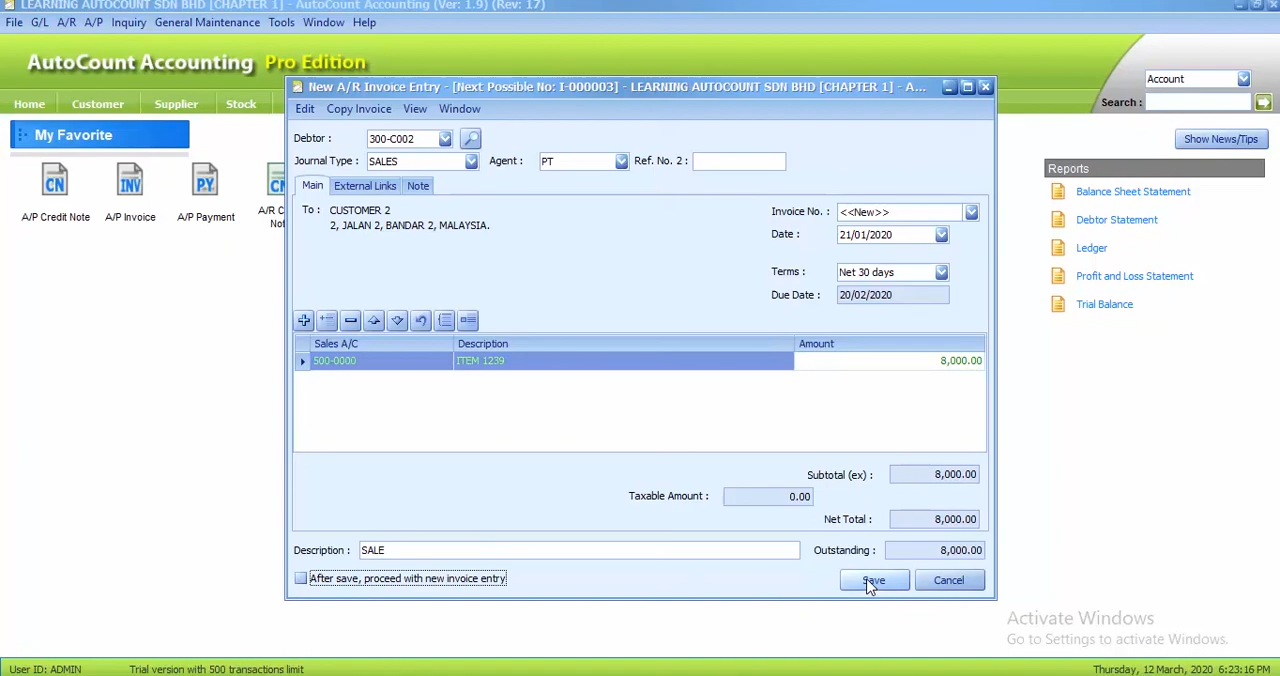 LEARNING AUTOCOUNT SDN BHD [CHAPTER 1] - AutoCount Accounting (Ver: 1.9) (Rev: 17)
File G/L A/R A/P Inquiry General Maintenance Tools Window Help
AutoCount Accounting Pro Edition
Account
Search :
Home Customer Supplier Stock
My Favorite
Show News/Tips
CN INV P.Y CN
A/P Credit Note A/P Invoice A/P Payment A/R C
Not
Reports
Balance Sheet Statement
Debtor Statement
Ledger
Profit and Loss Statement
Trial Balance
New A/R Invoice Entry - [Next Possible No: I-000003] - LEARNING AUTOCOUNT SDN BHD [CHAPTER 1] - A...
Edit Copy Invoice View Window
Debtor : 300-C002
Journal Type : SALES Agent : PT Ref. No. 2 :
Main External Links Note
To : CUSTOMER 2
2, JALAN 2, BANDAR 2, MALAYSIA.
Invoice No. : <<New>>
Date : 21/01/2020
Terms : Net 30 days
Due Date : 20/02/2020
Sales A/C Description Amount
500-0000 ITEM 1239 8,000.00
Subtotal (ex) : 8,000.00
Taxable Amount : 0.00
Net Total : 8,000.00
Description : SALE Outstanding : 8,000.00
After save, proceed with new invoice entry Save Cancel
Activate Windows
Go to Settings to activate Windows.
User ID: ADMIN Trial version with 500 transactions limit Thursday, 12 March, 2020 6:23:16 PM